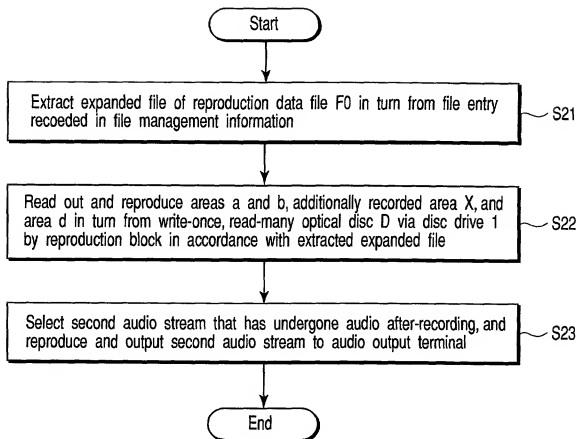 Start
Extract expanded file of reproduction data file F0 in turn from file entry
recoeded in file management information
S21
Read out and reproduce areas a and b, additionally recorded area X, and
area d in turn from write-once, read-many optical disc D via disc drive 1
by reproduction block in accordance with extracted expanded file
S22
Select second audio stream that has undergone audio after-recording, and
reproduce and output second audio stream to audio output terminal
S23
End